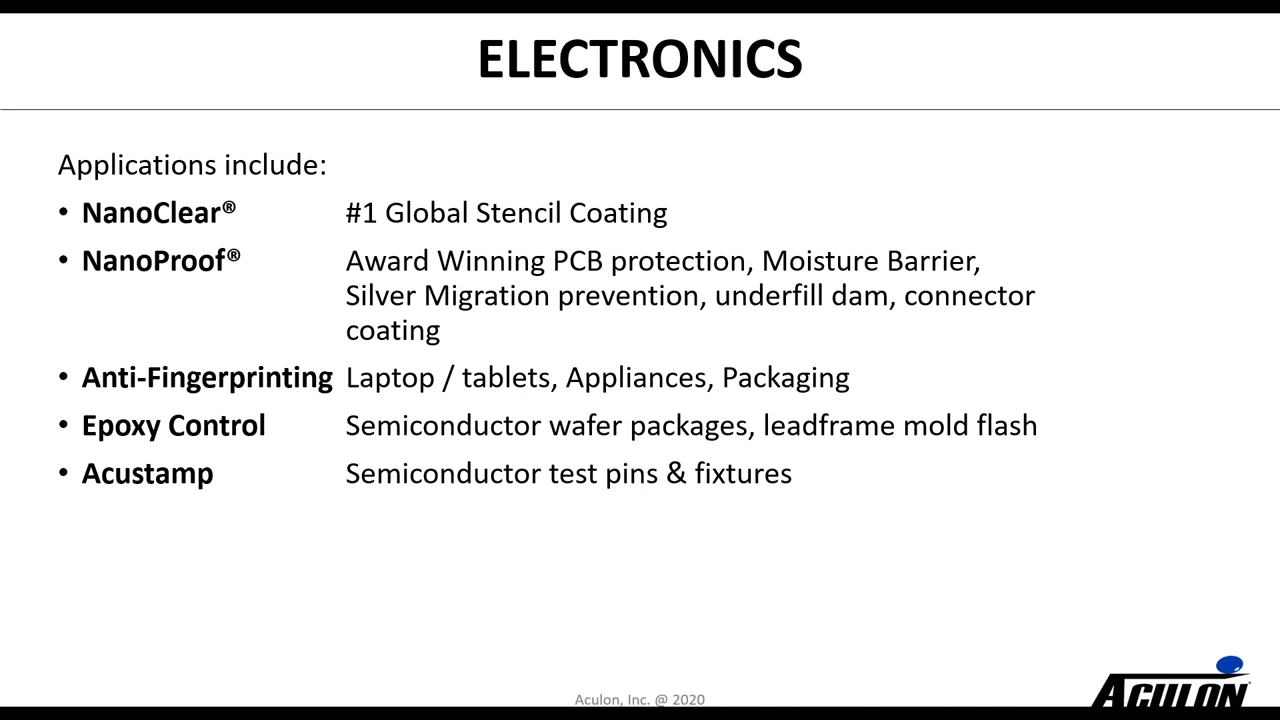 ELECTRONICS
Applications include:
• NanoClear® #1 Global Stencil Coating
• NanoProof® Award Winning PCB protection, Moisture Barrier,
Silver Migration prevention, underfill dam, connector
coating
• Anti-Fingerprinting Laptop / tablets, Appliances, Packaging
• Epoxy Control Semiconductor wafer packages, leadframe mold flash
• Acustamp Semiconductor test pins & fixtures
Aculon, Inc. @ 2020
ACULON